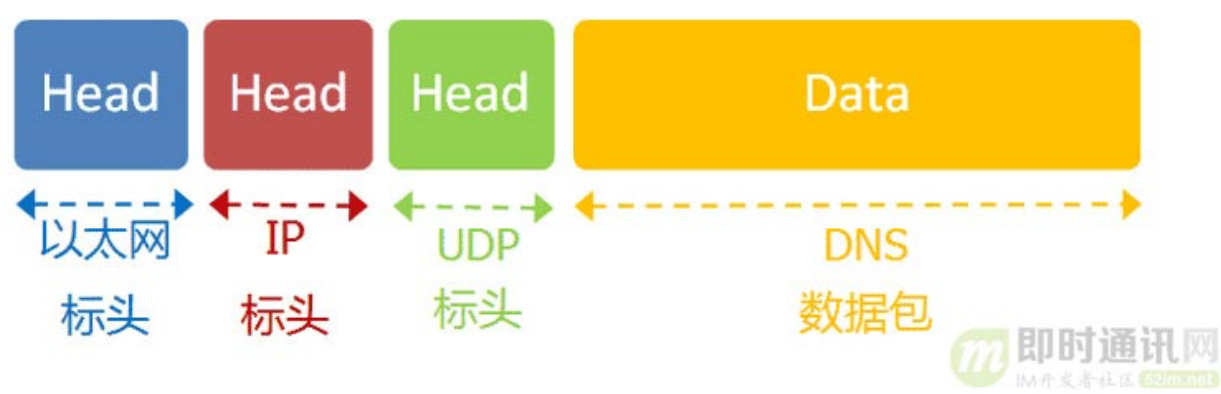 Head Head Head Data
以太网 IP UDP DNS
标头 标头 标头 数据包
即时通讯网
IM开发者社区 52im.net